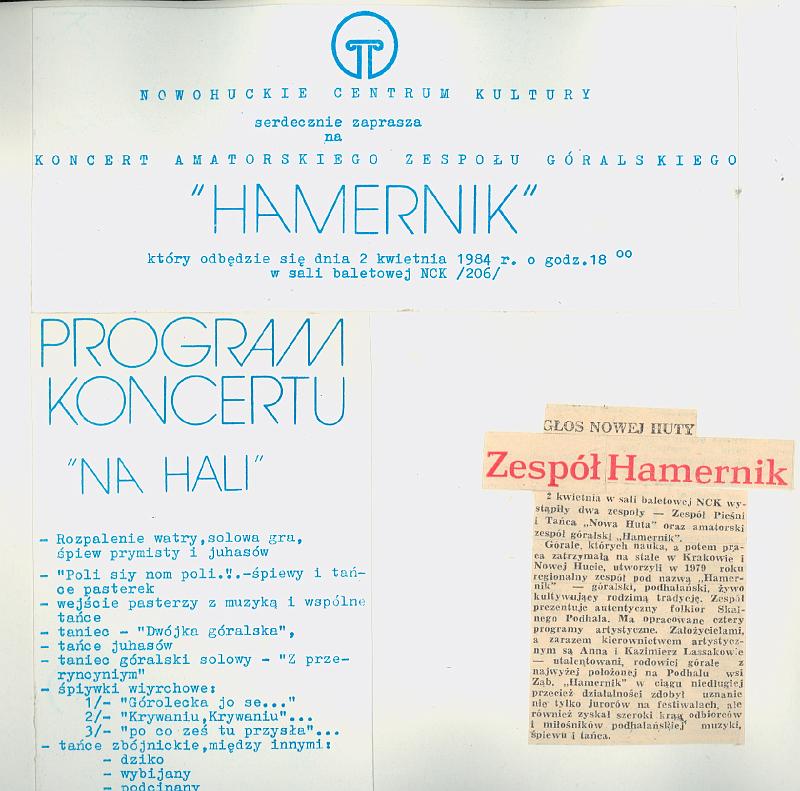 NOWOHUCKIE CENTRUM KULTURY
serdecznie zaprasza
na
KONCERT AMATORSKIEGO ZESPOŁU GÓRALSKIEGO
"HAMERNIK"
który odbędzie się dnia 2 kwietnia 1984 r. o godz.18 oo
w sali baletowej NCK /206/
PROGRAM
KONCERTU
"NA HALI"
- Rozpalenie watry,solowa gra,
śpiew prymisty i juhasów
- "Poli siy nom poli.".-śpiewy i tań-
ce pasterek
- wejście pasterzy z muzyką i wspólne
tańce
- taniec - "Dwójka góralska",
- tańce juhasów
- taniec góralski solowy - "Z prze-
ryncyniym"
- śpiywki wiyrchowe:
1/- "Górolecka jo se..."
2/- "Krywaniu,Krywaniu"...
3/- "po co ześ tu przysła"...
- tańce zbójnickie,między innymi:
- dziko
- wybijany
- podcinany
GŁOS NOWEJ HUTY
Zespół Hamernik
2 kwietnia w sali baletowej NCK wy-
stąpiły dwa zespoły — Zespół Pieśni
i Tańca „Nowa Huta" oraz amatorski
zespół góralski „Hamernik".
Górale, których nauka, a potem pra-
ca zatrzymała na stałe w Krakowie i
Nowej Hucie, utworzyli w 1979 roku
regionalny zespół pod nazwą „Hamer-
nik" — góralski, podhalański, żywo
kultywujący rodzimą tradycję. Zespół
prezentuje autentyczny folklor Skal-
nego Podhala. Ma opracowane cztery
programy artystyczne. Założycielami,
a zarazem kierownictwem artystycz-
nym są Anna i Kazimierz Lassakowie
— utalentowani, rodowici górale z
najwyżej położonej na Podhalu wsi
Ząb. „Hamernik" w ciągu niedługiej
przecież działalności zdobył uznanie
nie tylko jurorów na festiwalach, ale
również zyskał szeroki krąg odbiorców
i miłośników podhalańskiej muzyki,
śpiewu i tańca.